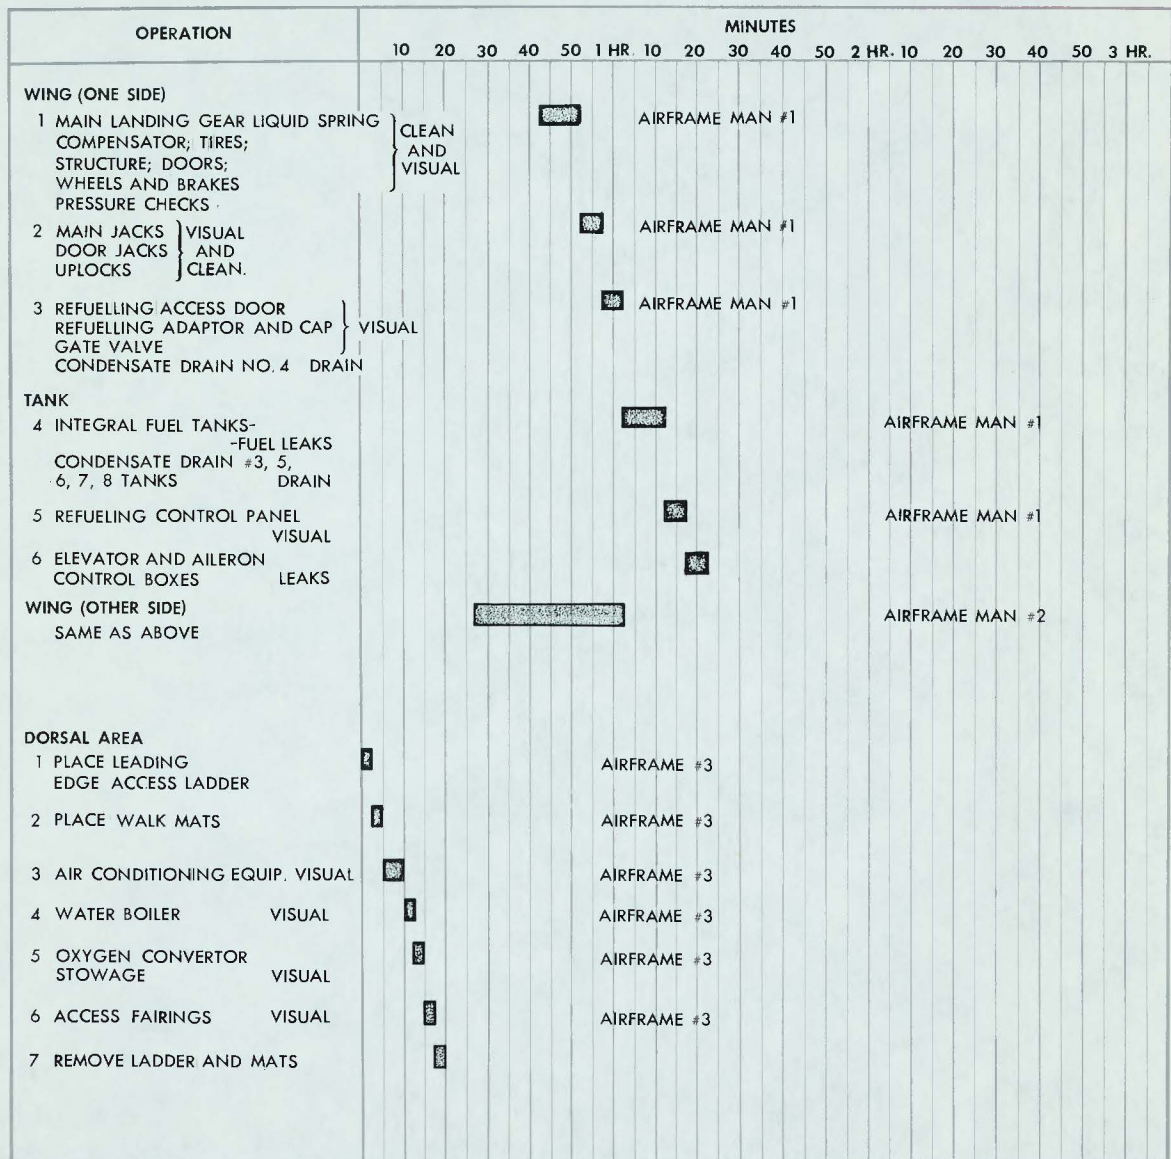 OPERATION
MINUTES
10 20 30 40 50 1 HR. 10 20 30 40 50 2 HR. 10 20 30 40 50 3 HR.
WING (ONE SIDE)
1 MAIN LANDING GEAR LIQUID SPRING
COMPENSATOR; TIRES;
STRUCTURE; DOORS;
WHEELS AND BRAKES
PRESSURE CHECKS
CLEAN
AND
VISUAL
AIRFRAME MAN #1
2 MAIN JACKS
DOOR JACKS
UPLOCKS
VISUAL
AND
CLEAN.
AIRFRAME MAN #1
3 REFUELLING ACCESS DOOR
REFUELLING ADAPTOR AND CAP
GATE VALVE
VISUAL
CONDENSATE DRAIN NO. 4 DRAIN
AIRFRAME MAN #1
TANK
4 INTEGRAL FUEL TANKS-
-FUEL LEAKS
CONDENSATE DRAIN #3, 5,
6, 7, 8 TANKS DRAIN
AIRFRAME MAN #1
5 REFUELING CONTROL PANEL
VISUAL
AIRFRAME MAN #1
6 ELEVATOR AND AILERON
CONTROL BOXES LEAKS
WING (OTHER SIDE)
SAME AS ABOVE
AIRFRAME MAN #2
DORSAL AREA
1 PLACE LEADING
EDGE ACCESS LADDER
AIRFRAME #3
2 PLACE WALK MATS
AIRFRAME #3
3 AIR CONDITIONING EQUIP. VISUAL
AIRFRAME #3
4 WATER BOILER VISUAL
AIRFRAME #3
5 OXYGEN CONVERTOR
STOWAGE VISUAL
AIRFRAME #3
6 ACCESS FAIRINGS VISUAL
AIRFRAME #3
7 REMOVE LADDER AND MATS